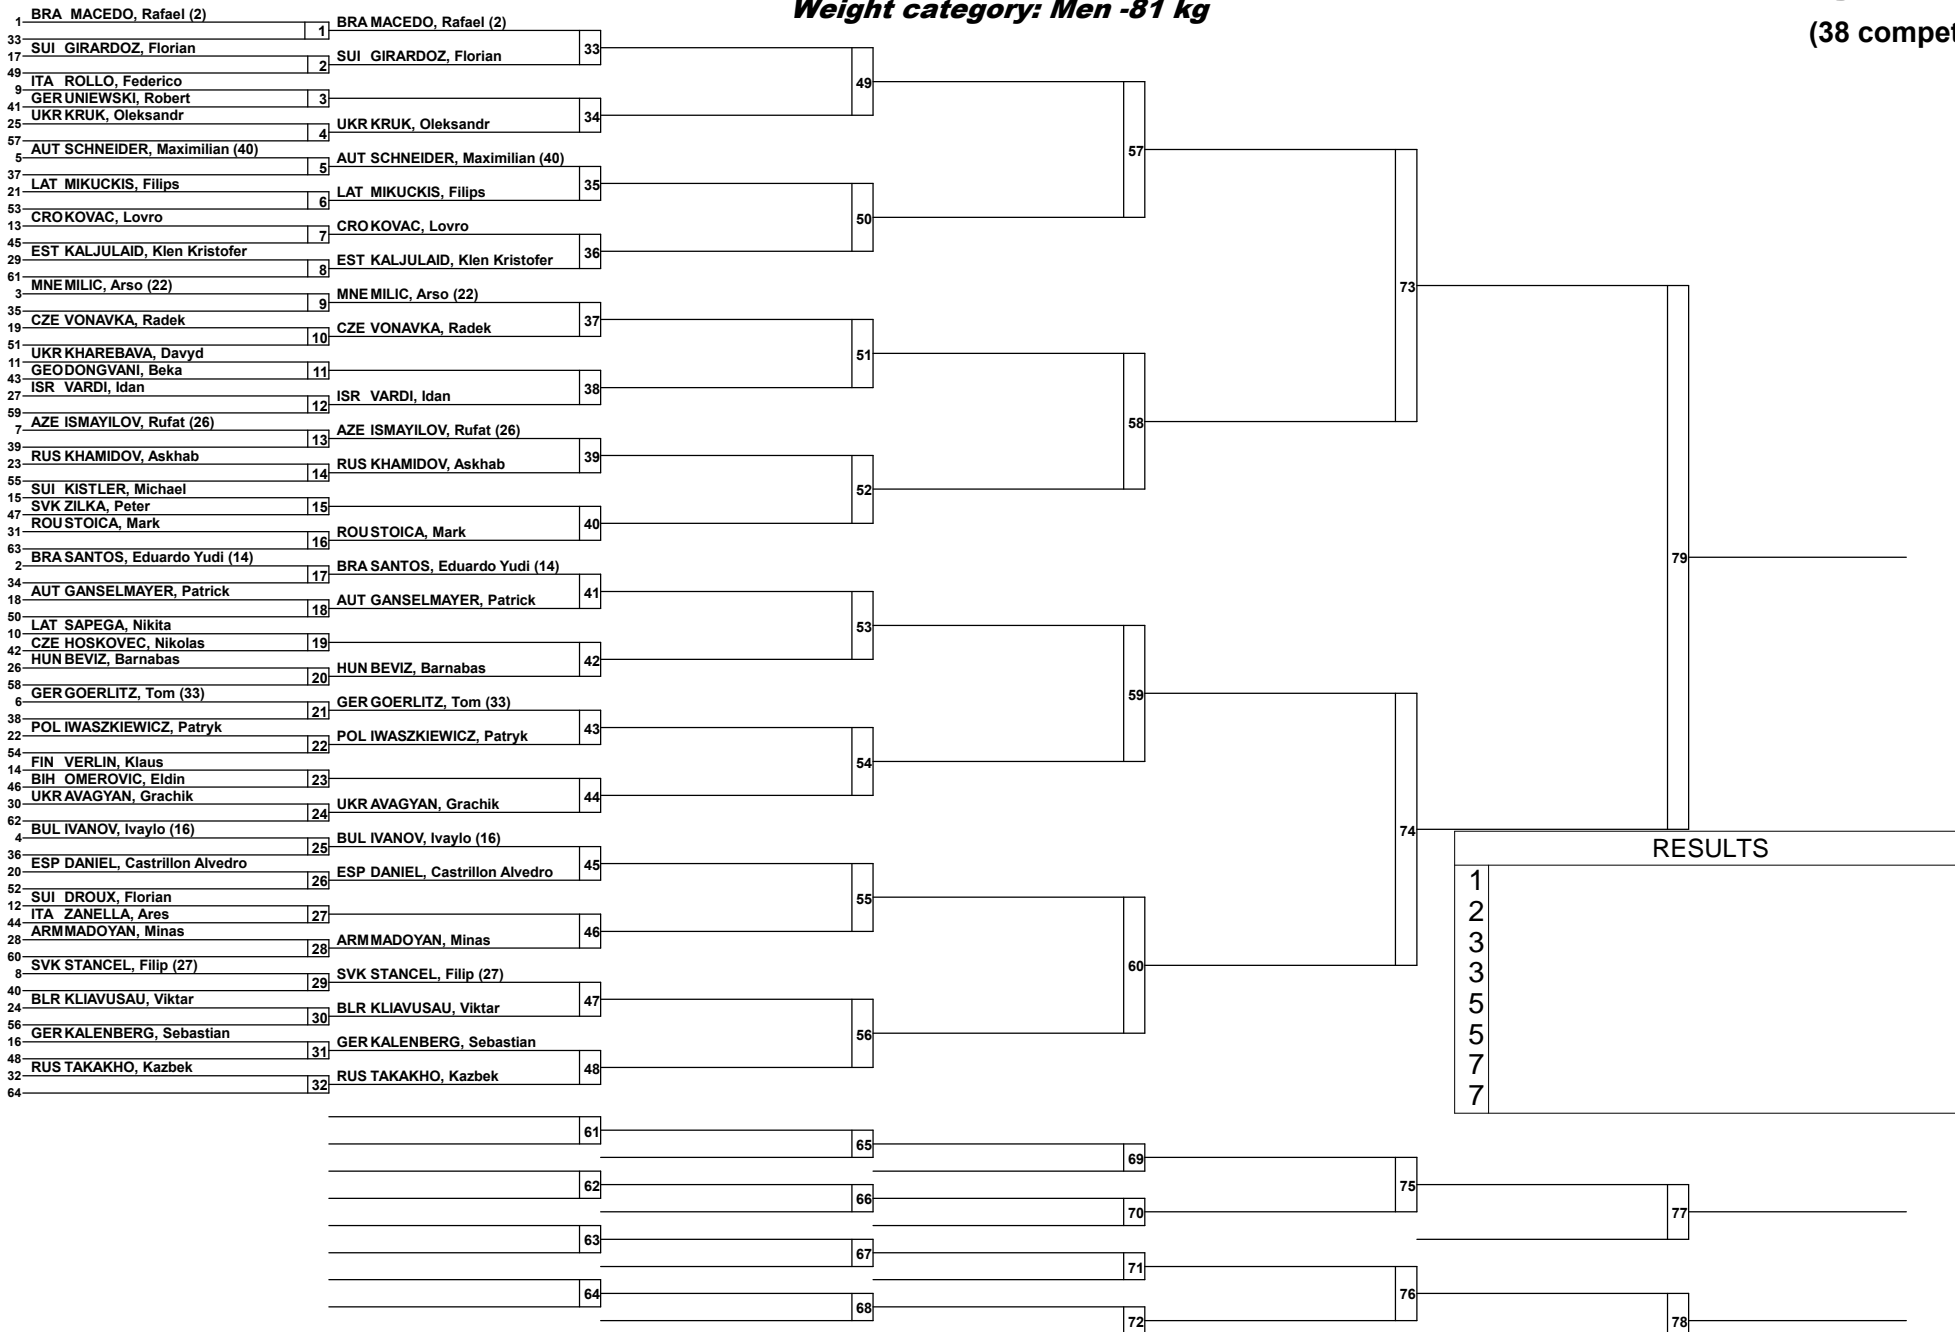 Weight category: Men -81 kg
(38 compet
1 BRA MACEDO, Rafael (2)
33
1 BRA MACEDO, Rafael (2)
17 SUI GIRARDOZ, Florian
49
2 SUI GIRARDOZ, Florian
33
9 ITA ROLLO, Federico
41 GER UNIEWSKI, Robert
3
25 UKR KRUK, Oleksandr
57
4 UKR KRUK, Oleksandr
34
49
5 AUT SCHNEIDER, Maximilian (40)
37
5 AUT SCHNEIDER, Maximilian (40)
21 LAT MIKUCKIS, Filips
53
6 LAT MIKUCKIS, Filips
35
13 CRO KOVAC, Lovro
45
7 CRO KOVAC, Lovro
29 EST KALJULAID, Klen Kristofer
61
8 EST KALJULAID, Klen Kristofer
36
50
57
3 MNE MILIC, Arso (22)
35
9 MNE MILIC, Arso (22)
19 CZE VONAVKA, Radek
51
10 CZE VONAVKA, Radek
37
11 UKR KHAREBAVA, Davyd
43 GEO DONGVANI, Beka
11
27 ISR VARDI, Idan
59
12 ISR VARDI, Idan
38
51
7 AZE ISMAYILOV, Rufat (26)
39
13 AZE ISMAYILOV, Rufat (26)
23 RUS KHAMIDOV, Askhab
55
14 RUS KHAMIDOV, Askhab
39
15 SUI KISTLER, Michael
47 SVK ZILKA, Peter
15
31 ROU STOICA, Mark
63
16 ROU STOICA, Mark
40
52
58
73
2 BRA SANTOS, Eduardo Yudi (14)
34
17 BRA SANTOS, Eduardo Yudi (14)
18 AUT GANSELMAYER, Patrick
50
18 AUT GANSELMAYER, Patrick
41
10 LAT SAPEGA, Nikita
42 CZE HOSKOVEC, Nikolas
19
26 HUN BEVIZ, Barnabas
58
20 HUN BEVIZ, Barnabas
42
53
6 GER GOERLITZ, Tom (33)
38
21 GER GOERLITZ, Tom (33)
22 POL IWASZKIEWICZ, Patryk
54
22 POL IWASZKIEWICZ, Patryk
43
14 FIN VERLIN, Klaus
46 BIH OMEROVIC, Eldin
23
30 UKR AVAGYAN, Grachik
62
24 UKR AVAGYAN, Grachik
44
54
59
4 BUL IVANOV, Ivaylo (16)
36
25 BUL IVANOV, Ivaylo (16)
20 ESP DANIEL, Castrillon Alvedro
52
26 ESP DANIEL, Castrillon Alvedro
45
12 SUI DROUX, Florian
44 ITA ZANELLA, Ares
27
28 ARM MADOYAN, Minas
60
28 ARM MADOYAN, Minas
46
55
8 SVK STANCEL, Filip (27)
40
29 SVK STANCEL, Filip (27)
24 BLR KLIAVUSAU, Viktar
56
30 BLR KLIAVUSAU, Viktar
47
16 GER KALENBERG, Sebastian
48
31 GER KALENBERG, Sebastian
32 RUS TAKAKHO, Kazbek
64
32 RUS TAKAKHO, Kazbek
48
56
60
74
79
RESULTS
1
2
3
3
5
5
7
7
61
65
69
62
66
70
75
77
63
67
71
64
68
72
76
78